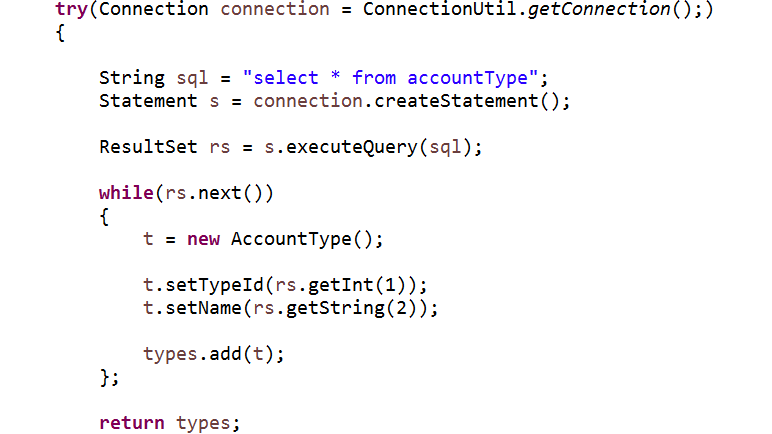 try(Connection connection = ConnectionUtil.getConnection();)
{
String sql = "select * from accountType";
Statement s = connection.createStatement();
ResultSet rs = s.executeQuery(sql);
while(rs.next())
{
t = new AccountType();
t.setTypeId(rs.getInt(1));
t.setName(rs.getString(2));
types.add(t);
};
return types;